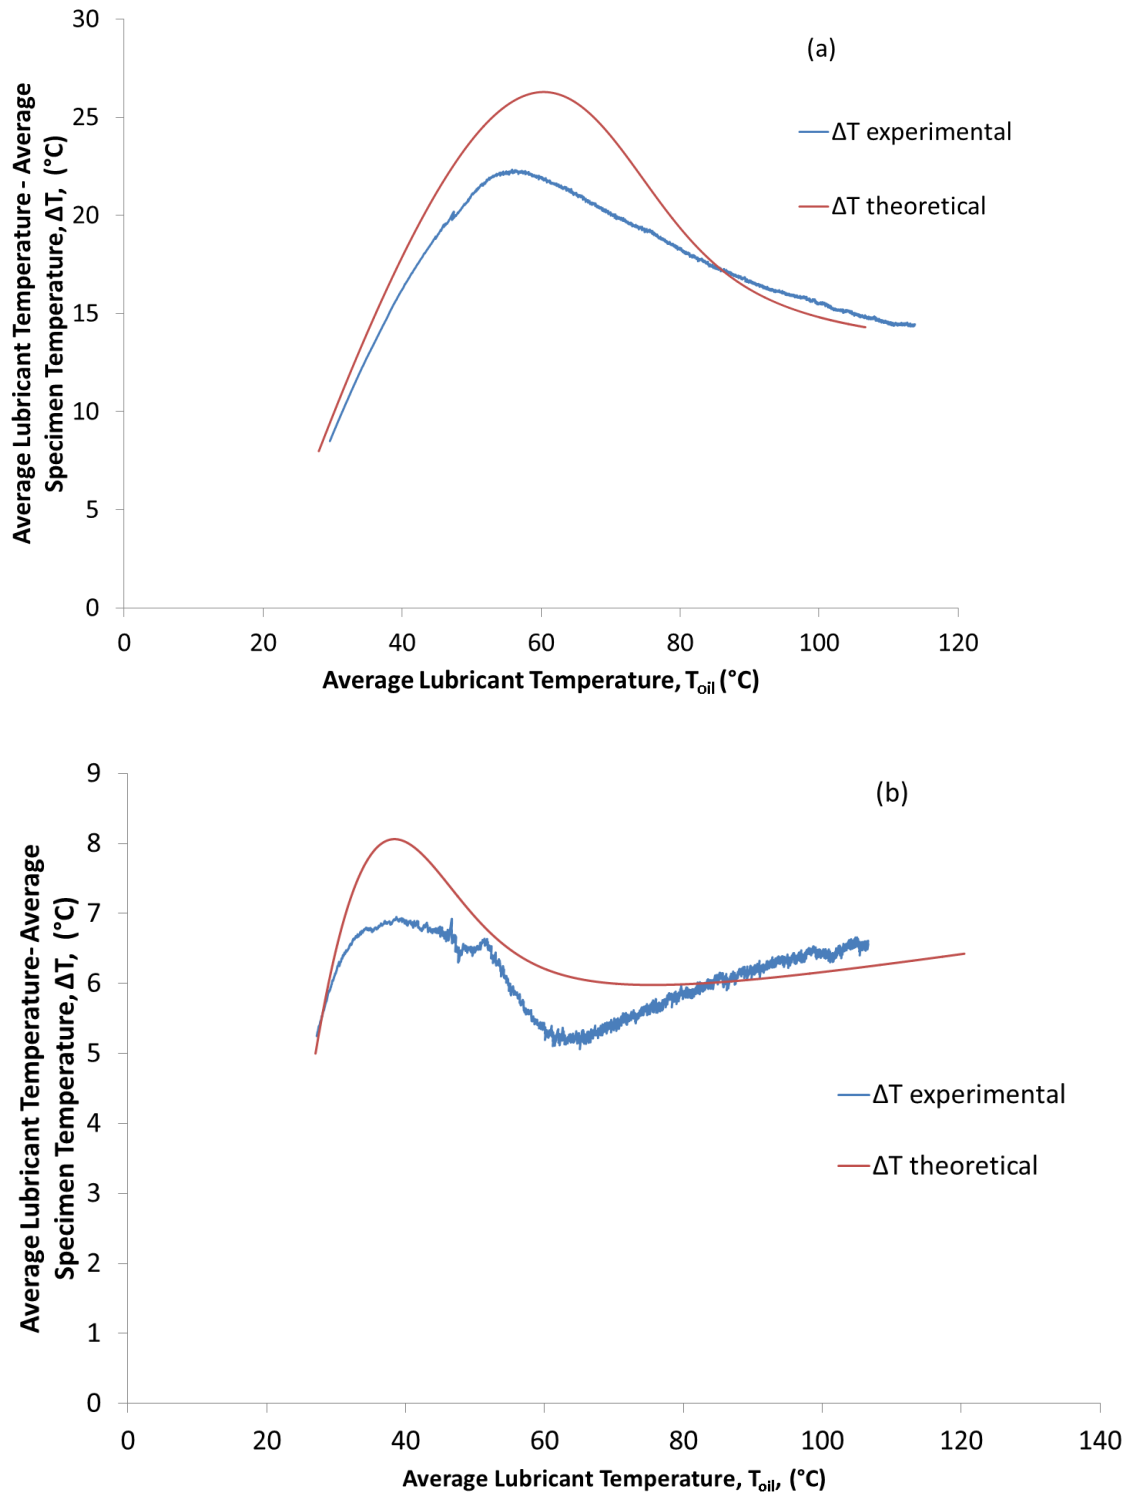 30
(a)
25
ΔT experimental
20
ΔT theoretical
15
10
5
0
Average Lubricant Temperature - Average
Specimen Temperature, ΔT, (°C)
0 20 40 60 80 100 120
Average Lubricant Temperature, Toil (°C)
9
(b)
8
7
6
5
ΔT experimental
4
ΔT theoretical
3
2
1
0
Average Lubricant Temperature- Average
Specimen Temperature, ΔT, (°C)
0 20 40 60 80 100 120 140
Average Lubricant Temperature, Toil, (°C)